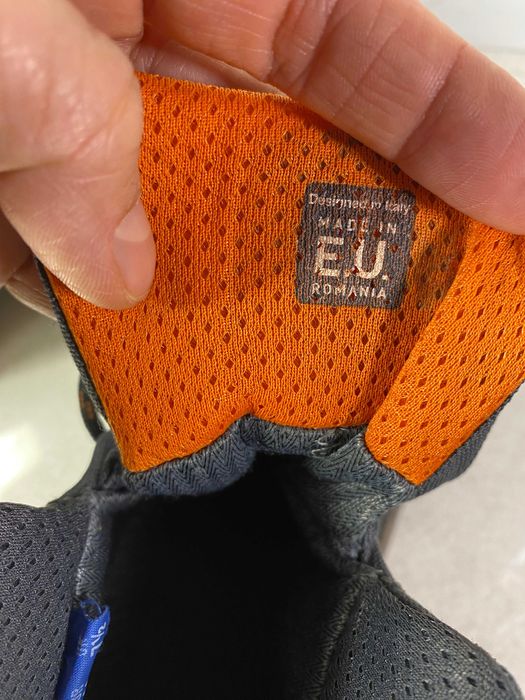 Designed in Italy
MADE IN
E.U.
ROMANIA